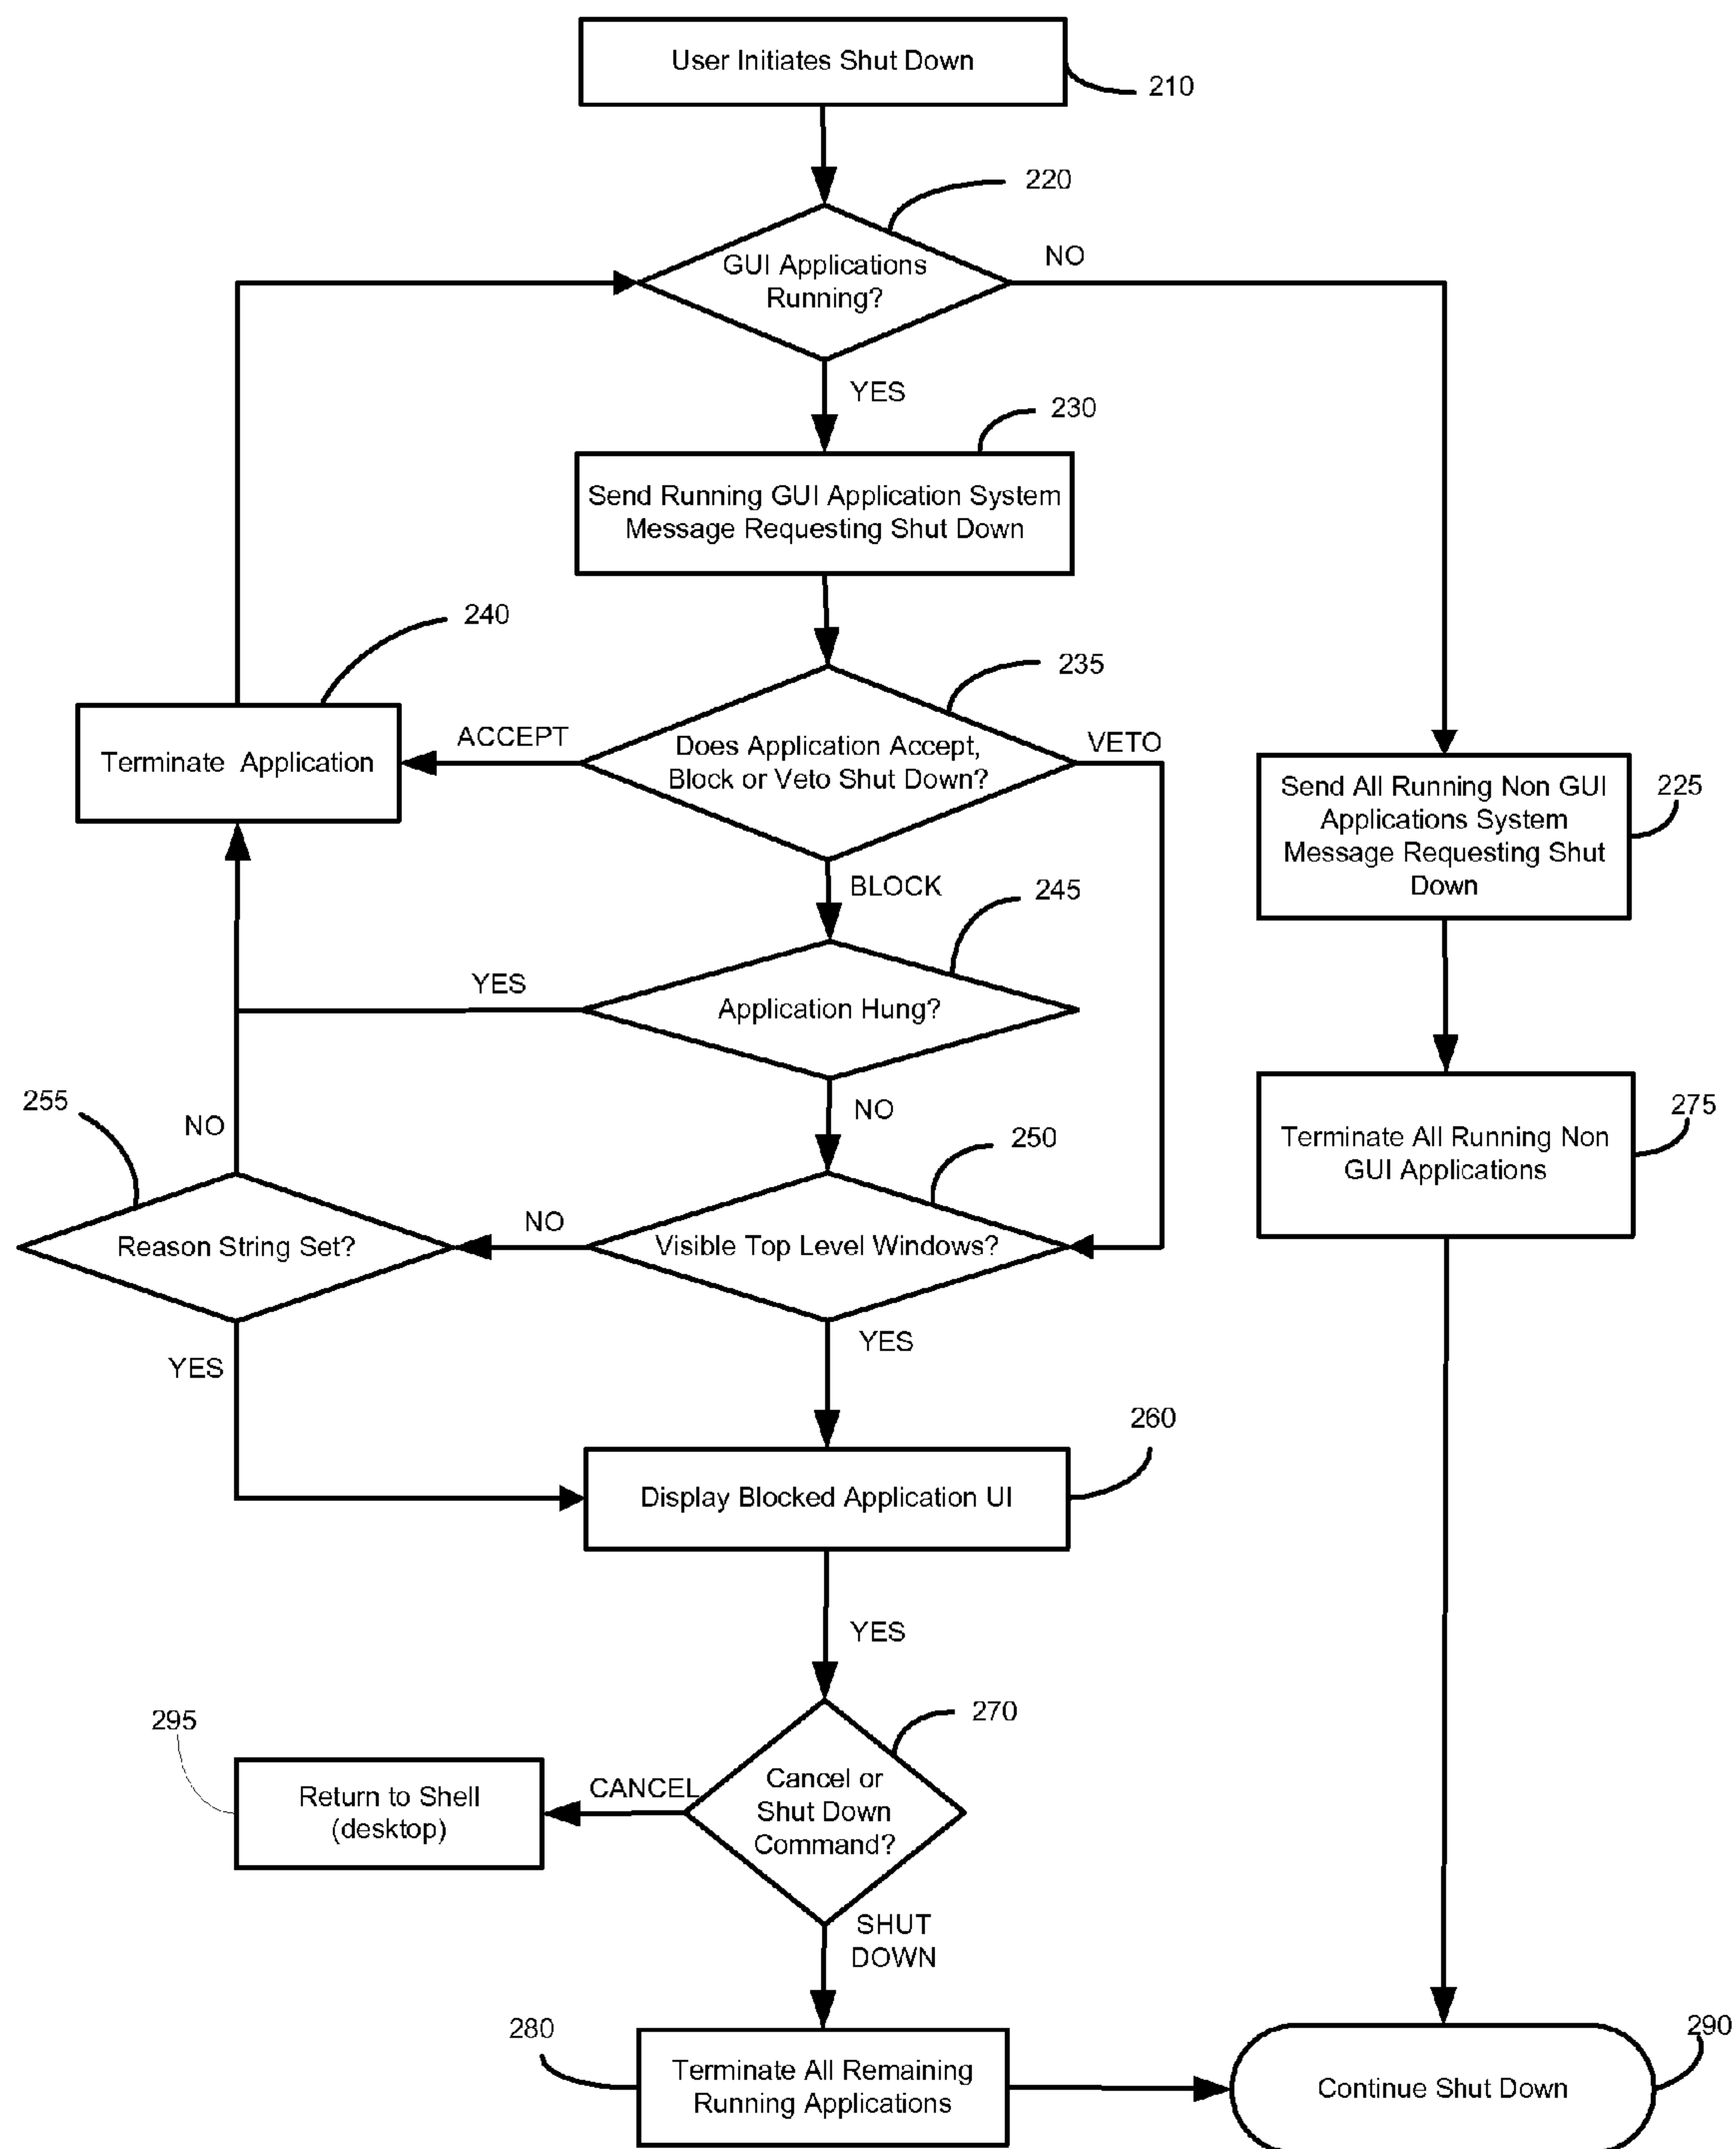 User Initiates Shut Down
210
220
GUI Applications
Running?
NO
YES
230
Send Running GUI Application System
Message Requesting Shut Down
240
235
Terminate Application
ACCEPT
Does Application Accept,
Block or Veto Shut Down?
VETO
Send All Running Non GUI
Applications System
Message Requesting Shut
Down
225
BLOCK
245
YES
Application Hung?
255
NO
NO
250
Terminate All Running Non
GUI Applications
275
Reason String Set?
NO
Visible Top Level Windows?
YES
YES
260
Display Blocked Application UI
YES
295
270
Return to Shell
(desktop)
CANCEL
Cancel or
Shut Down
Command?
SHUT
DOWN
280
Terminate All Remaining
Running Applications
290
Continue Shut Down